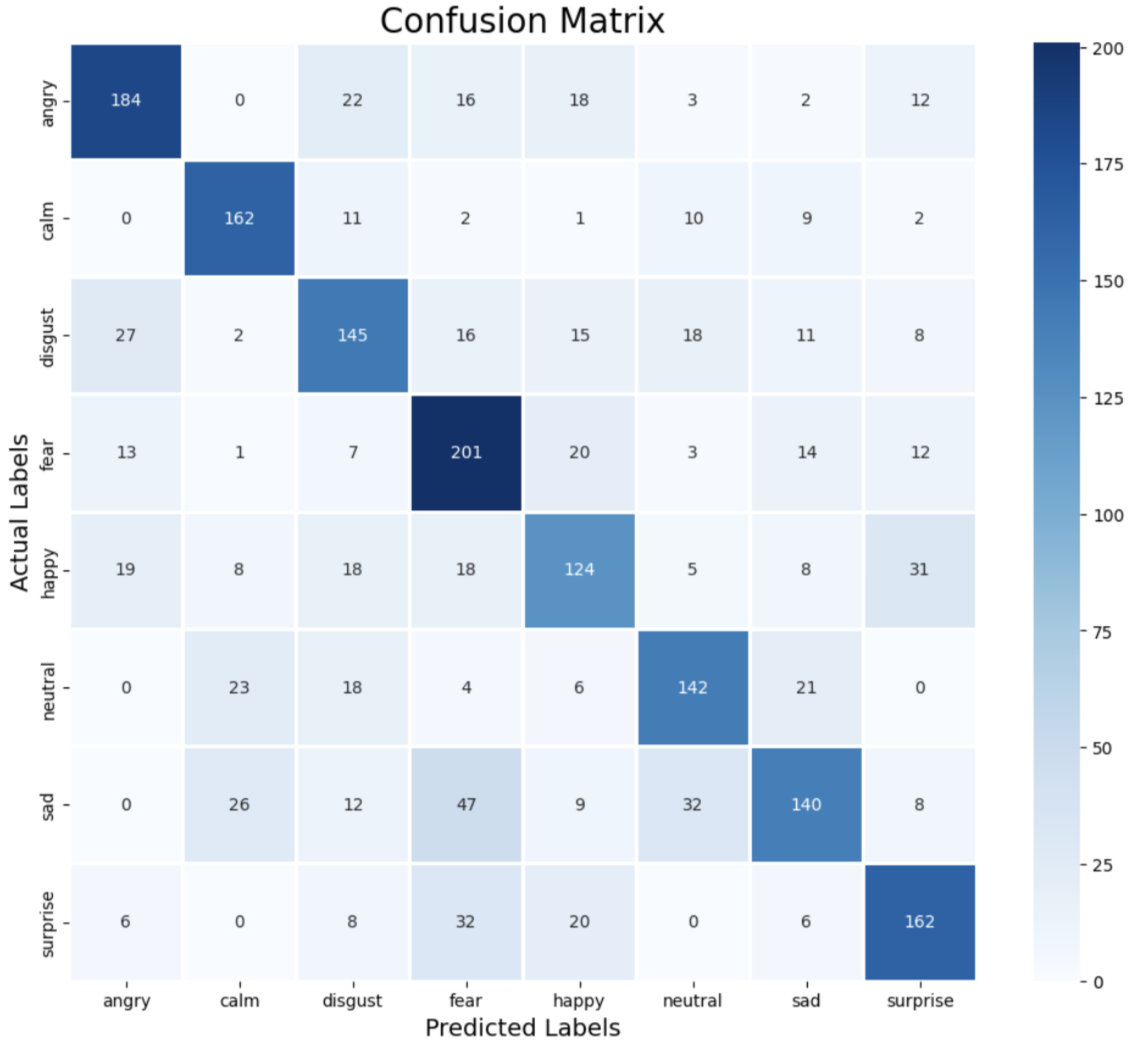 Confusion Matrix
Actual Labels
angry 184 0 22 16 18 3 2 12
calm 0 162 11 2 1 10 9 2
disgust 27 2 145 16 15 18 11 8
fear 13 1 7 201 20 3 14 12
happy 19 8 18 18 124 5 8 31
neutral 0 23 18 4 6 142 21 0
sad 0 26 12 47 9 32 140 8
surprise 6 0 8 32 20 0 6 162
angry calm disgust fear happy neutral sad surprise
Predicted Labels
200
175
150
125
100
75
50
25
0